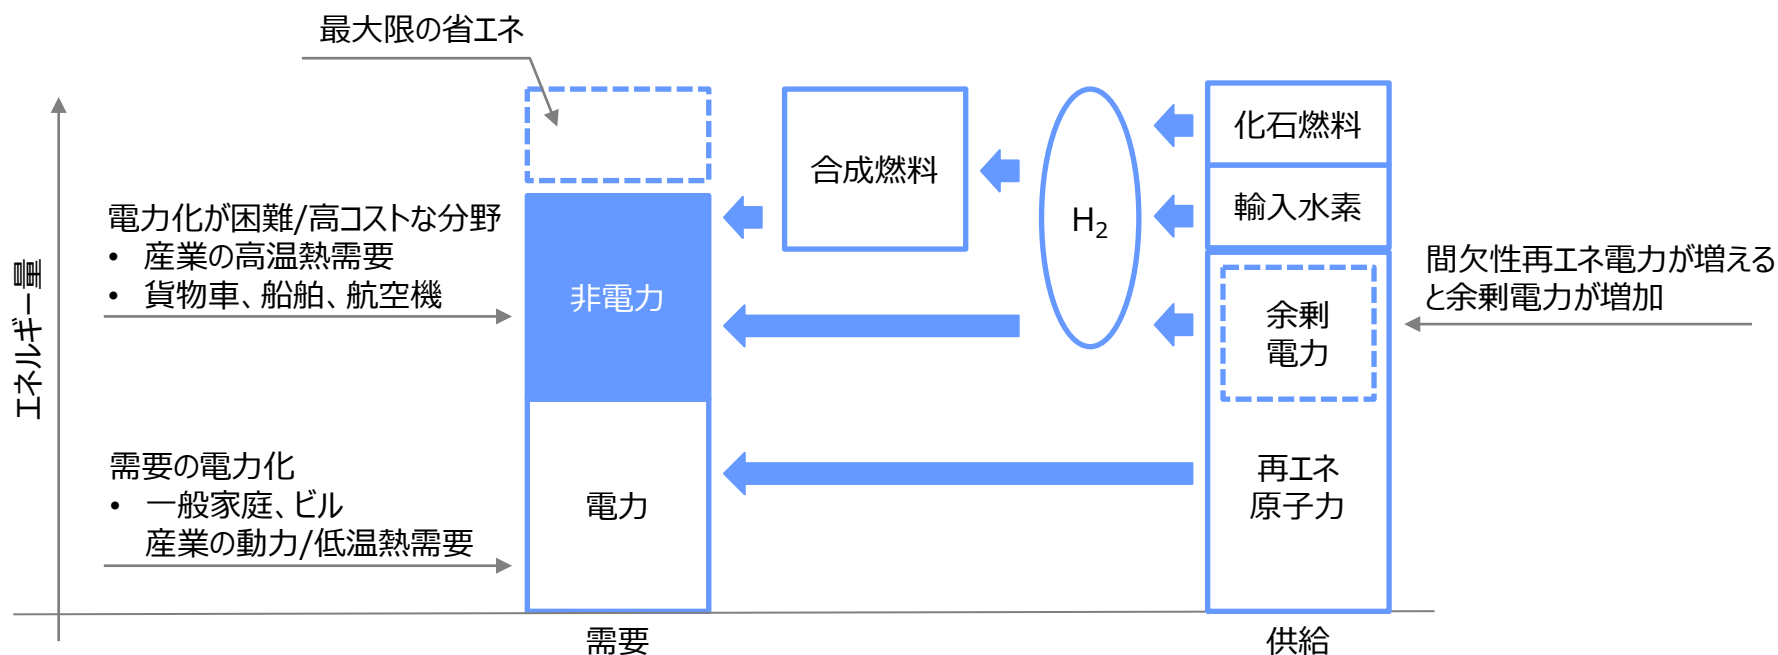 最大限の省エネ
エネルギー量
電力化が困難/高コストな分野
• 産業の高温熱需要
• 貨物車、船舶、航空機
需要の電力化
• 一般家庭、ビル
産業の動力/低温熱需要
非電力
電力
需要
合成燃料
H₂
化石燃料
輸入水素
余剰
電力
再エネ
原子力
供給
間欠性再エネ電力が増える
と余剰電力が増加